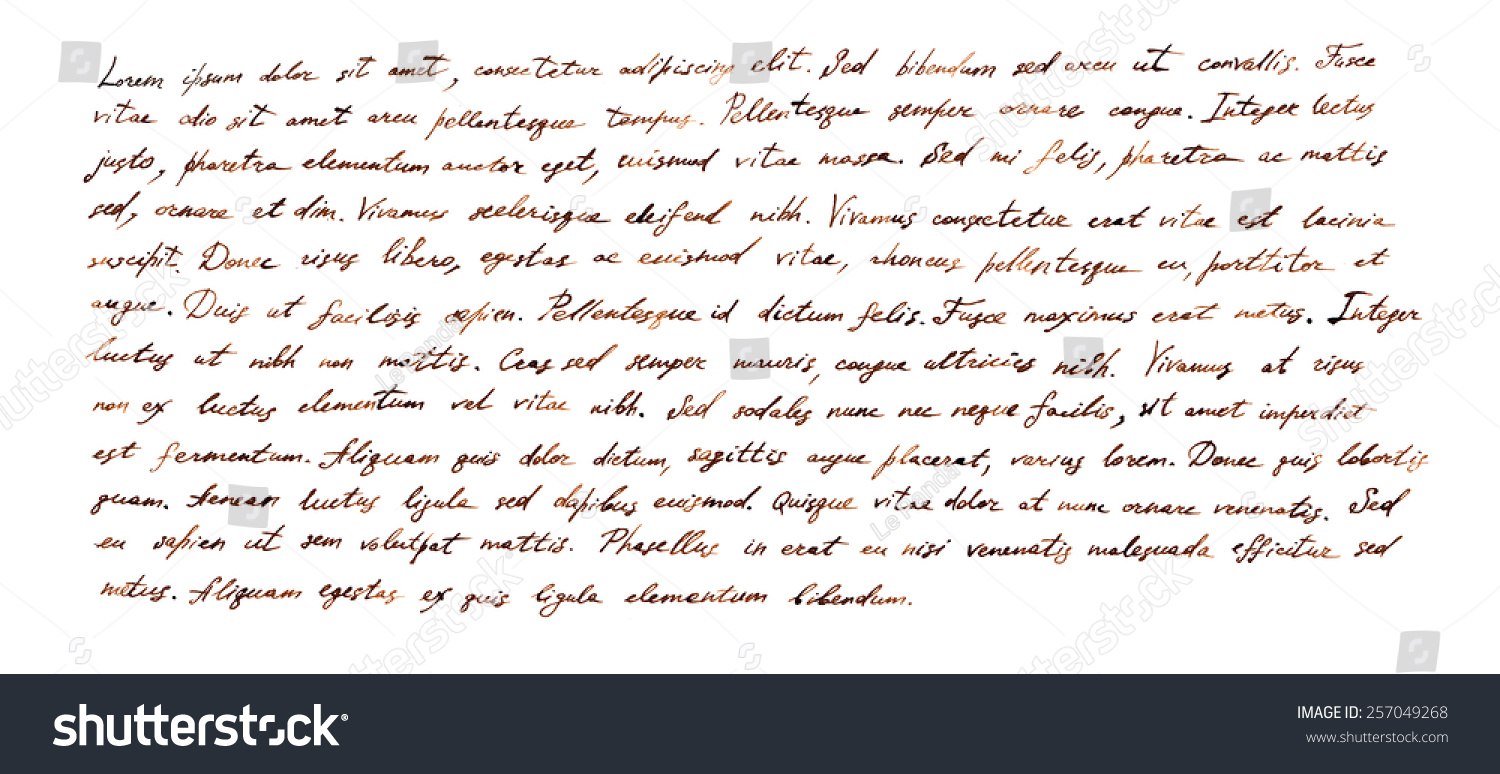 Lorem ipsum dolor sit amet, consectetur adipiscing elit. Sed bibendum sed arcu ut convallis. Fusce
vitae odio sit amet arcu pellentesque tempus. Pellentesque semper ornare congue. Integer lectus
justo, pharetra elementum auctor eget, euismod vitae massa. Sed mi felis, pharetra ac mattis
sed, ornare et dim. Vivamus scelerisque eleifend nibh. Vivamus consectetur erat vitae est lacinia
suscipit. Donec risus libero, egestas ac euismod vitae, rhoncus pellentesque eu, porttitor et
augue. Duis ut facilisis sapien. Pellentesque id dictum felis. Fusce maximus erat metus. Integer
luctus ut nibh non mattis. Cras sed semper mauris, congue ultricies nibh. Vivamus at risus
non ex luctus elementum vel vitae nibh. Sed sodales nunc nec neque facilis, sit amet imperdiet
est fermentum. Aliquam quis dolor dictum, sagittis augue placerat, varius lorem. Donec quis lobortis
quam. Aenean luctus ligula sed dapibus euismod. Quisque vitae dolor at nunc ornare venenatis. Sed
eu sapien ut sem volutpat mattis. Phasellus in erat eu nisi venenatis malesuada efficitur sed
metus. Aliquam egestas ex quis ligula elementum bibendum.
shutterstock®
IMAGE ID: 257049268
www.shutterstock.com